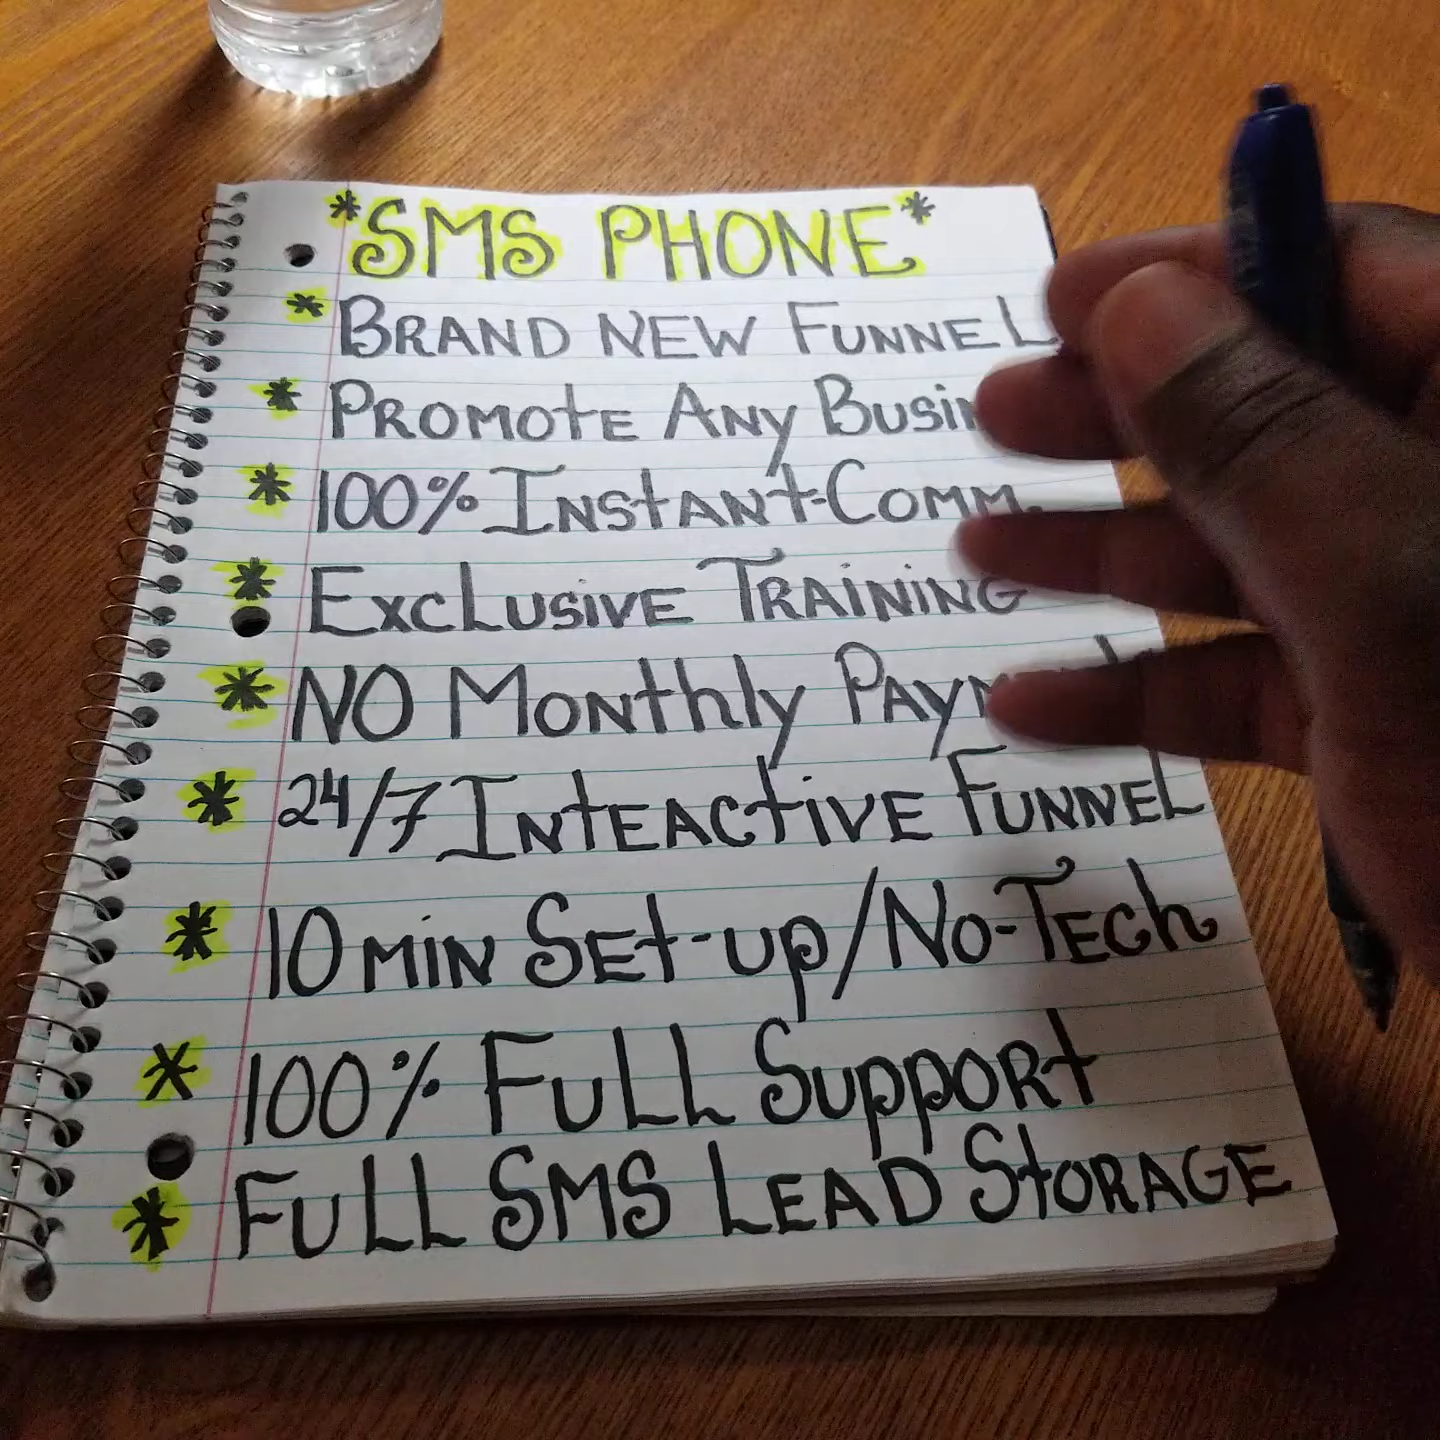 *SMS PHONE*
* BRAND NEW FUNNEL
* PROMOTE ANY
* 100% INSTANT-COMM.
* EXCLUSIVE TRAINING
* NO MONTHLY
* 24/7 INTEACTIVE FUNNEL
* 10 MIN SET-UP/NO-TECH
* 100% FULL SUPPORT
* FULL SMS LEAD STORAGE